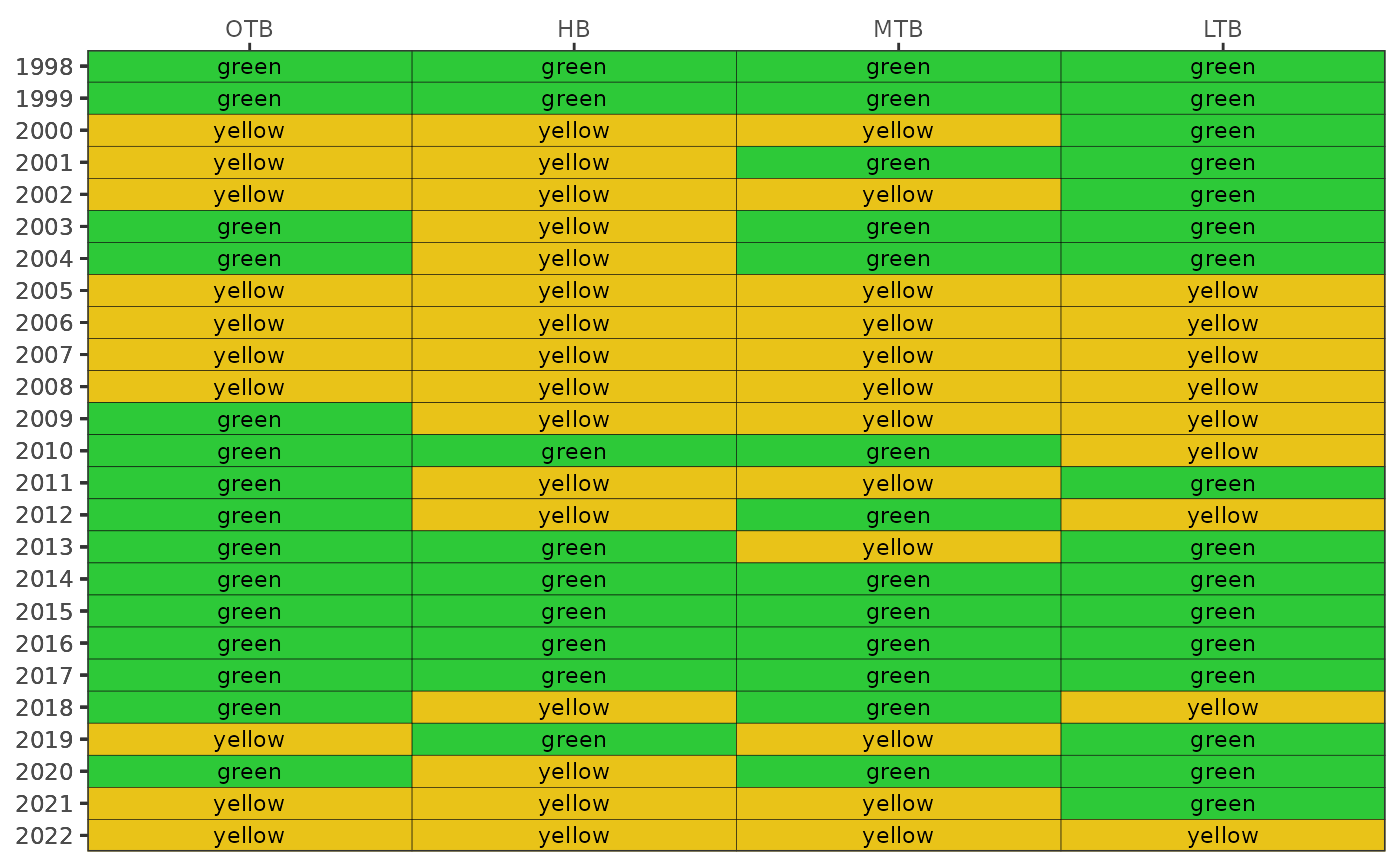 OTB HB MTB LTB
1998 green green green green
1999 green green green green
2000 yellow yellow yellow green
2001 yellow yellow green green
2002 yellow yellow yellow green
2003 green yellow green green
2004 green yellow green green
2005 yellow yellow yellow yellow
2006 yellow yellow yellow yellow
2007 yellow yellow yellow yellow
2008 yellow yellow yellow yellow
2009 green yellow yellow yellow
2010 green green green yellow
2011 green yellow yellow green
2012 green yellow green yellow
2013 green green yellow green
2014 green green green green
2015 green green green green
2016 green green green green
2017 green green green green
2018 green yellow green yellow
2019 yellow green yellow green
2020 green yellow green green
2021 yellow yellow yellow green
2022 yellow yellow yellow yellow